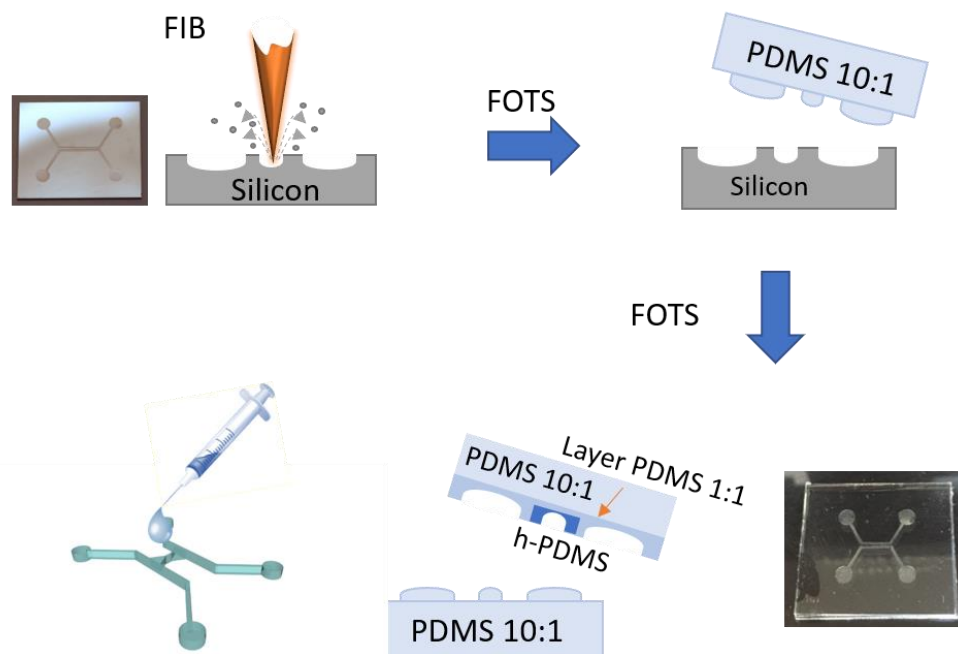 FIB
Silicon
FOTS
PDMS 10:1
Silicon
FOTS
Layer PDMS 1:1
PDMS 10:1
h-PDMS
PDMS 10:1